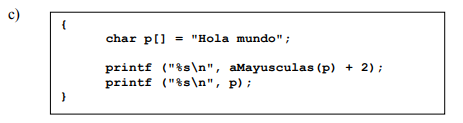 c)
{
char p[] = "Hola mundo";
printf ("%s\n", aMayusculas(p) + 2);
printf ("%s\n", p);
}